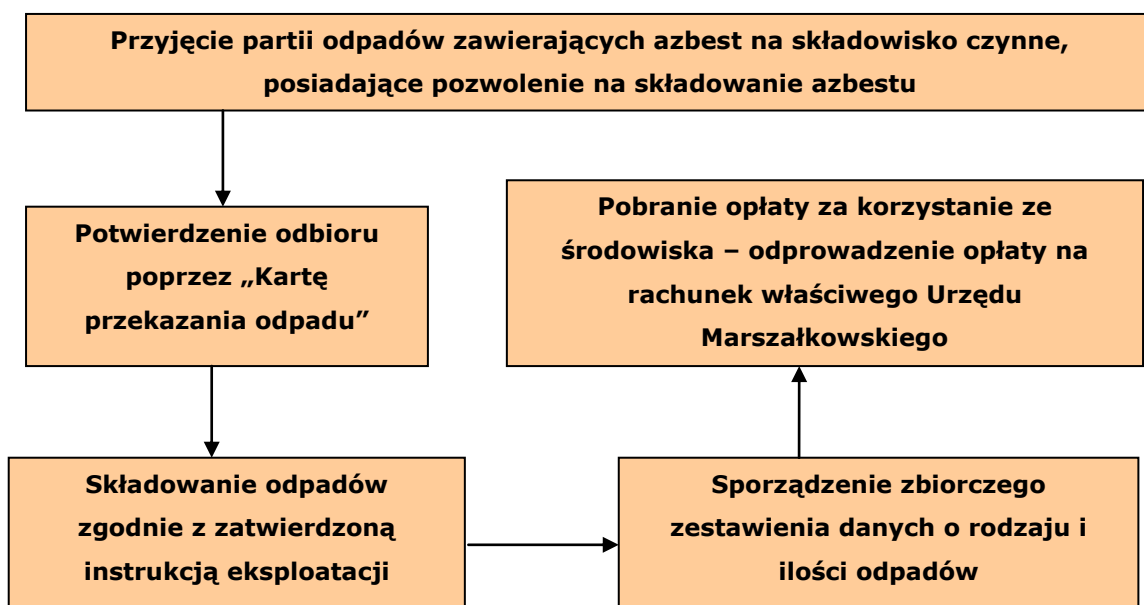 Przyjęcie partii odpadów zawierających azbest na składowisko czynne,
posiadające pozwolenie na składowanie azbestu
Potwierdzenie odbioru
poprzez „Kartę
przekazania odpadu”
Składowanie odpadów
zgodnie z zatwierdzoną
instrukcją eksploatacji
Sporządzenie zbiorczego
zestawienia danych o rodzaju i
ilości odpadów
Pobranie opłaty za korzystanie ze
środowiska – odprowadzenie opłaty na
rachunek właściwego Urzędu
Marszałkowskiego